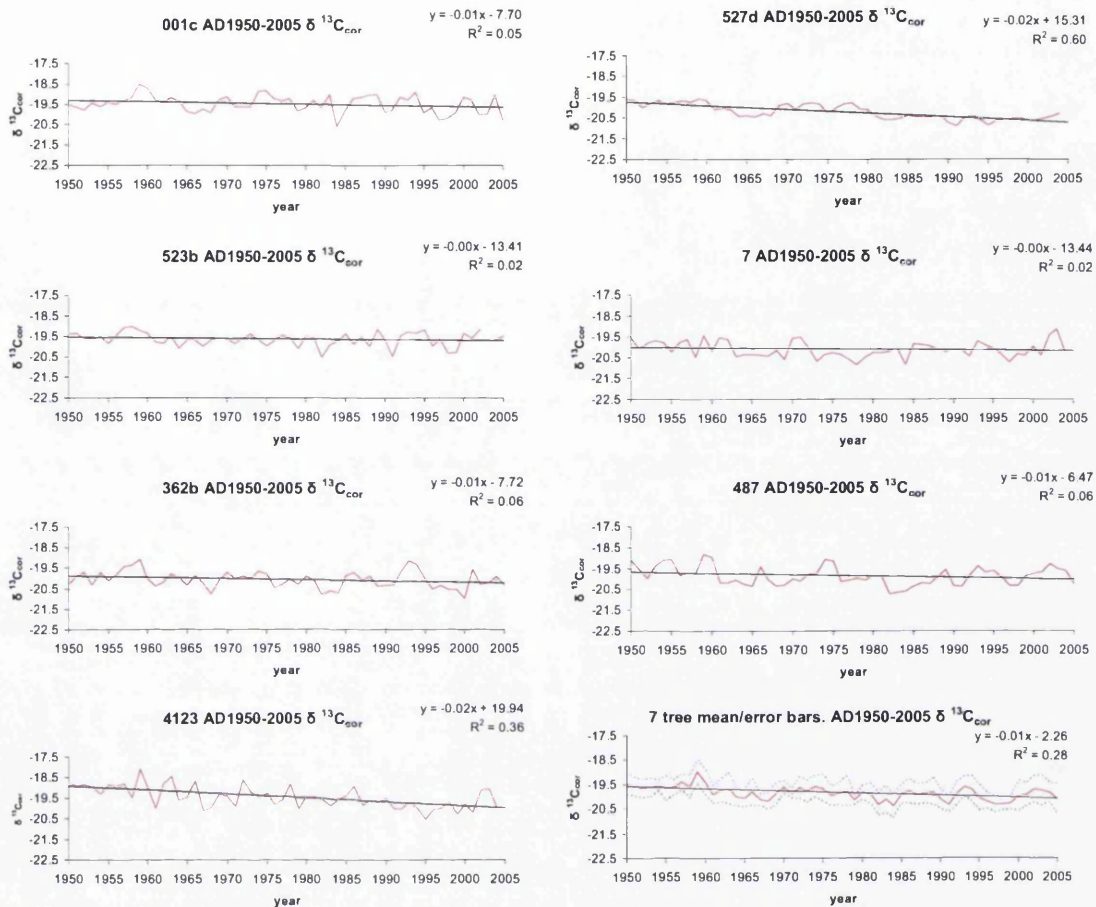 001c AD1950-2005 δ ¹³Ccor
y = -0.01x - 7.70
R² = 0.05
δ ¹³Ccor
-17.5
-18.5
-19.5
-20.5
-21.5
-22.5
1950 1955 1960 1965 1970 1975 1980 1985 1990 1995 2000 2005
year
527d AD1950-2005 δ ¹³Ccor
y = -0.02x + 15.31
R² = 0.60
δ ¹³Ccor
-17.5
-18.5
-19.5
-20.5
-21.5
-22.5
1950 1955 1960 1965 1970 1975 1980 1985 1990 1995 2000 2005
year
523b AD1950-2005 δ ¹³Ccor
y = -0.00x - 13.41
R² = 0.02
δ ¹³Ccor
-17.5
-18.5
-19.5
-20.5
-21.5
-22.5
1950 1955 1960 1965 1970 1975 1980 1985 1990 1995 2000 2005
year
7 AD1950-2005 δ ¹³Ccor
y = -0.00x - 13.44
R² = 0.02
δ ¹³Ccor
-17.5
-18.5
-19.5
-20.5
-21.5
-22.5
1950 1955 1960 1965 1970 1975 1980 1985 1990 1995 2000 2005
year
362b AD1950-2005 δ ¹³Ccor
y = -0.01x - 7.72
R² = 0.06
δ ¹³Ccor
-17.5
-18.5
-19.5
-20.5
-21.5
-22.5
1950 1955 1960 1965 1970 1975 1980 1985 1990 1995 2000 2005
year
487 AD1950-2005 δ ¹³Ccor
y = -0.01x - 6.47
R² = 0.06
δ ¹³Ccor
-17.5
-18.5
-19.5
-20.5
-21.5
-22.5
1950 1955 1960 1965 1970 1975 1980 1985 1990 1995 2000 2005
year
4123 AD1950-2005 δ ¹³Ccor
y = -0.02x + 19.94
R² = 0.36
δ ¹³Ccor
-17.5
-18.5
-19.5
-20.5
-21.5
-22.5
1950 1955 1960 1965 1970 1975 1980 1985 1990 1995 2000 2005
year
7 tree mean/error bars. AD1950-2005 δ ¹³Ccor
y = -0.01x - 2.26
R² = 0.28
δ
-17.5
-18.5
-19.5
-20.5
-21.5
-22.5
1950 1955 1960 1965 1970 1975 1980 1985 1990 1995 2000 2005
year